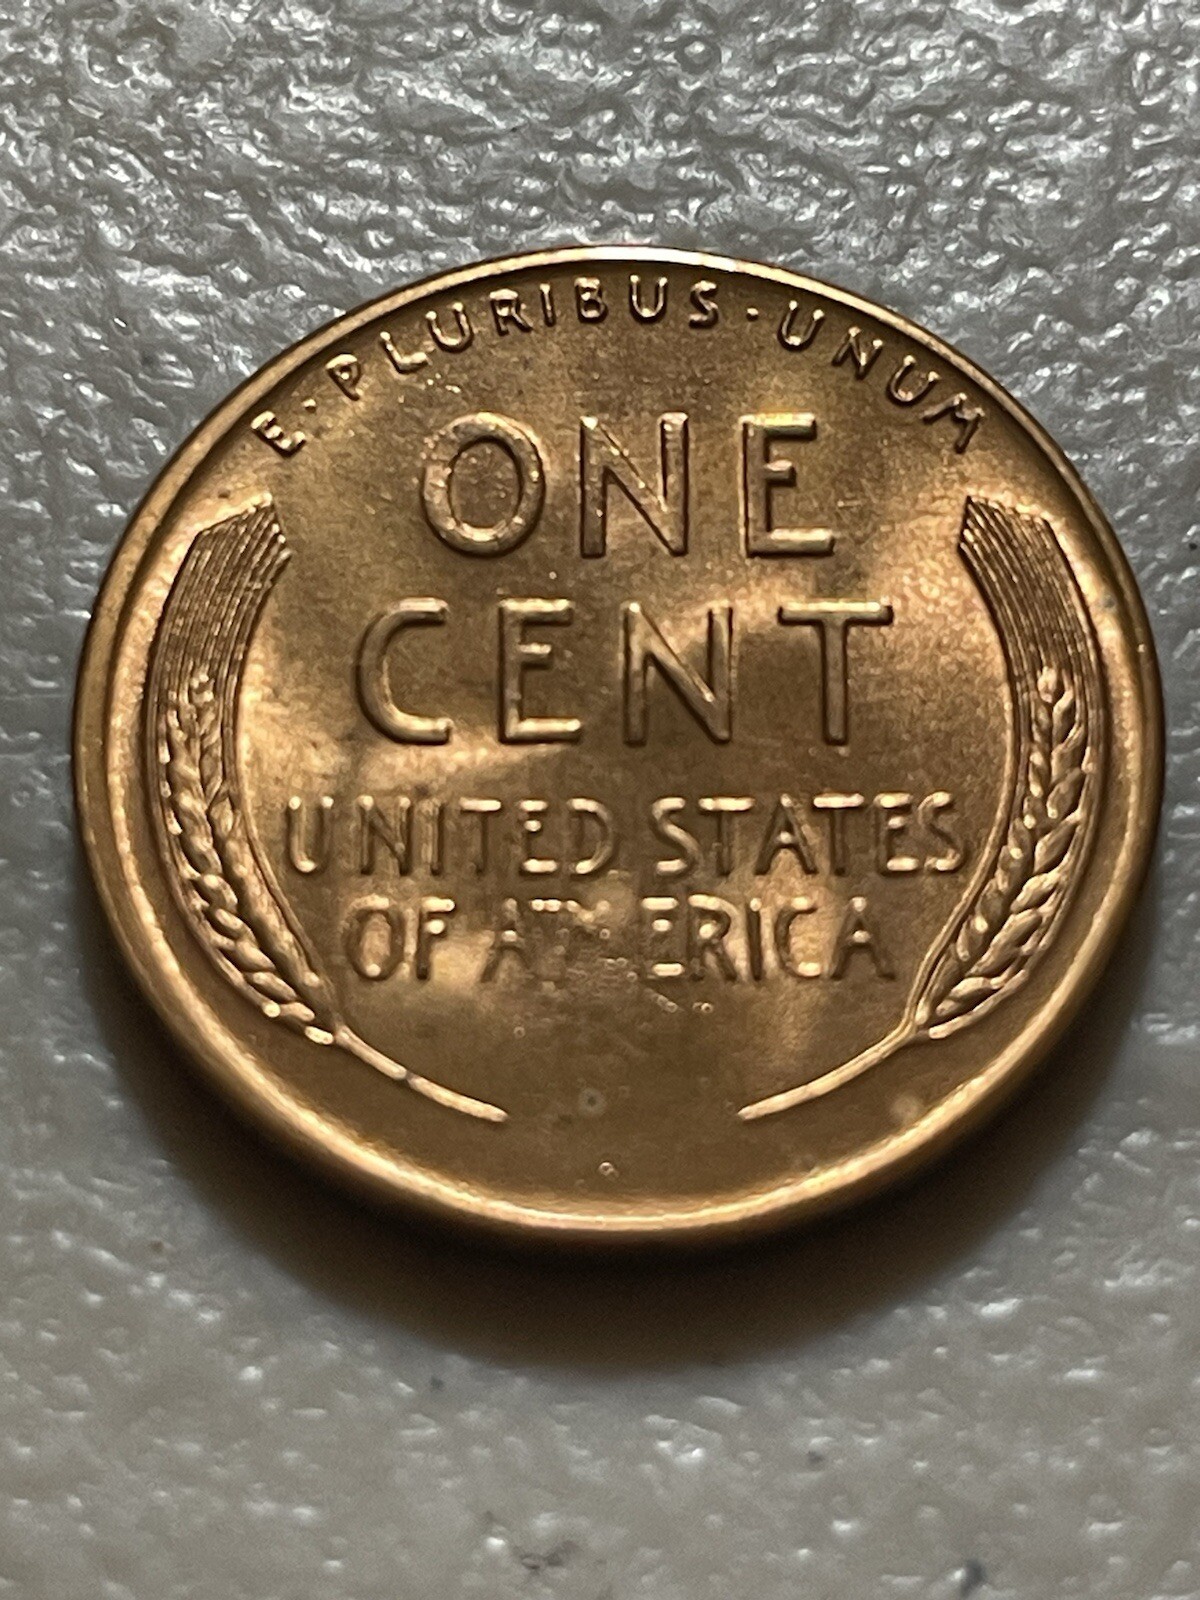 E·PLURIBUS·UNUM
ONE
CENT
UNITED STATES
OF AMERICA